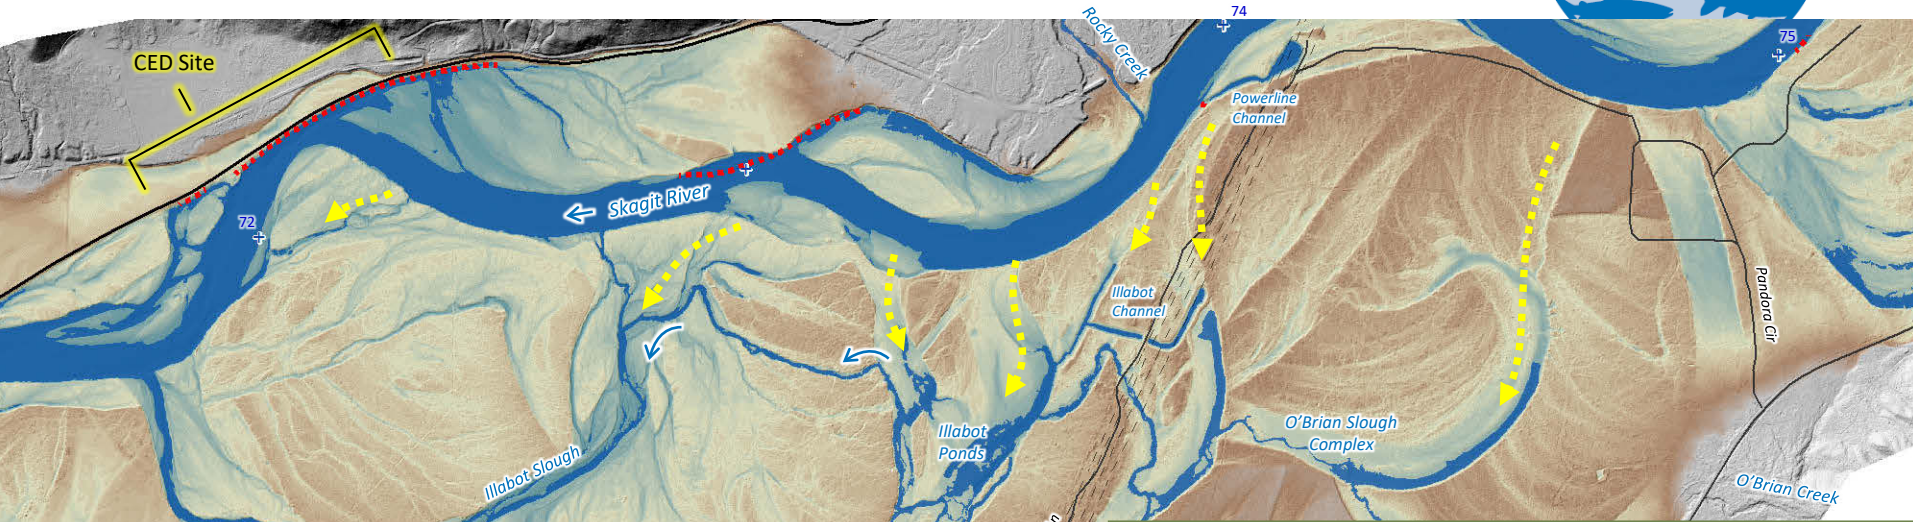 74
Rocky Creek
75
CED Site
Powerline
Channel
Skagit River
72
Illabot
Channel
Pandora Cir
O'Brian Slough
Complex
Illabot
Ponds
Illabot Slough
O'Brian Creek